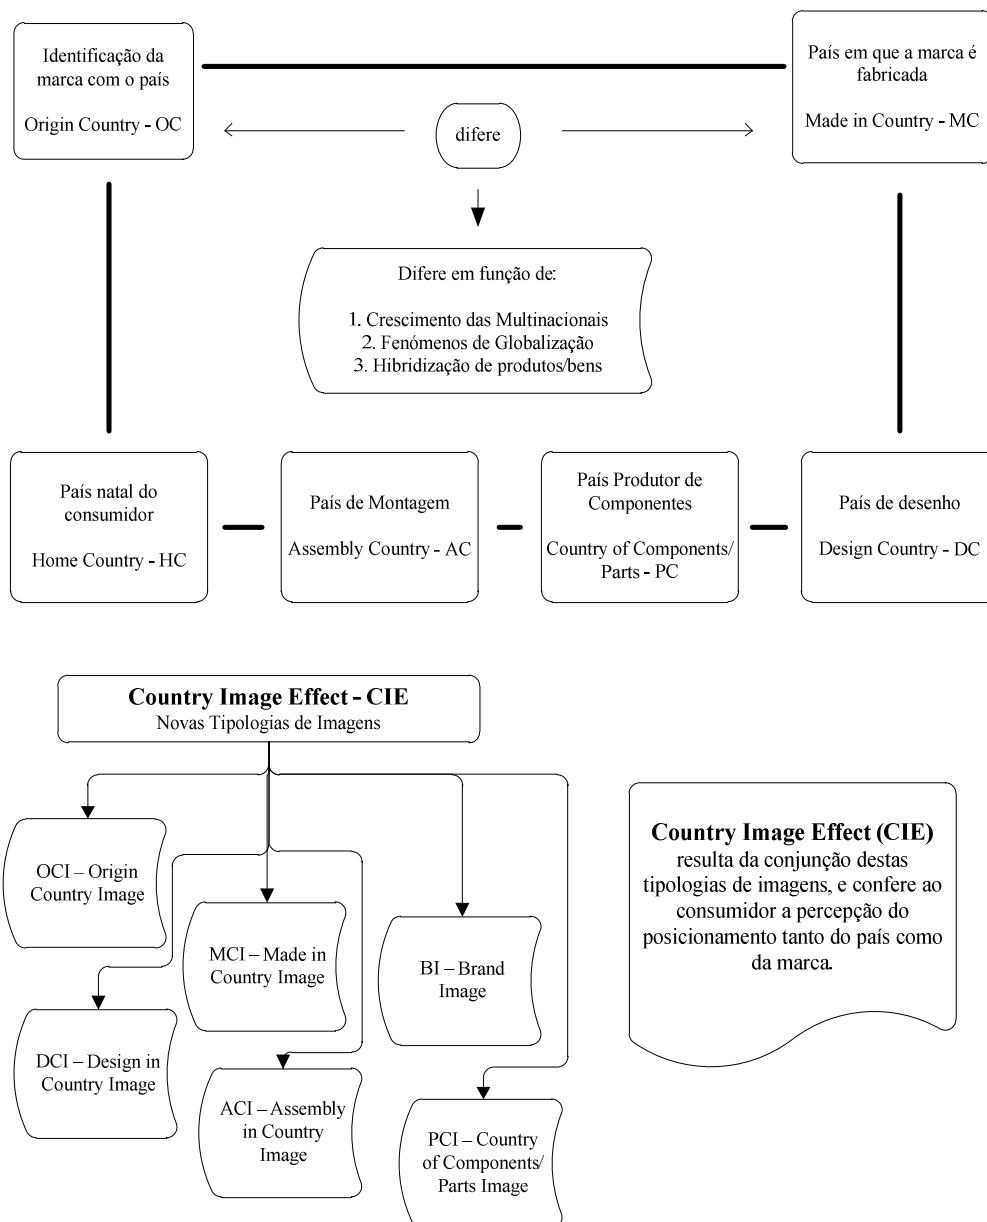 Identificação da
marca com o país
Origin Country - OC
País em que a marca é
fabricada
Made in Country - MC
difere
Difere em função de:
1. Crescimento das Multinacionais
2. Fenómenos de Globalização
3. Hibridização de produtos/bens
País natal do
consumidor
Home Country - HC
País de Montagem
Assembly Country - AC
País Produtor de
Componentes
Country of Components/
Parts - PC
País de desenho
Design Country - DC
Country Image Effect - CIE
Novas Tipologias de Imagens
OCI – Origin
Country Image
MCI – Made in
Country Image
BI – Brand
Image
DCI – Design in
Country Image
ACI – Assembly
in Country
Image
PCI – Country
of Components/
Parts Image
Country Image Effect (CIE)
resulta da conjunção destas
tipologias de imagens, e confere ao
consumidor a percepção do
posicionamento tanto do país como
da marca.